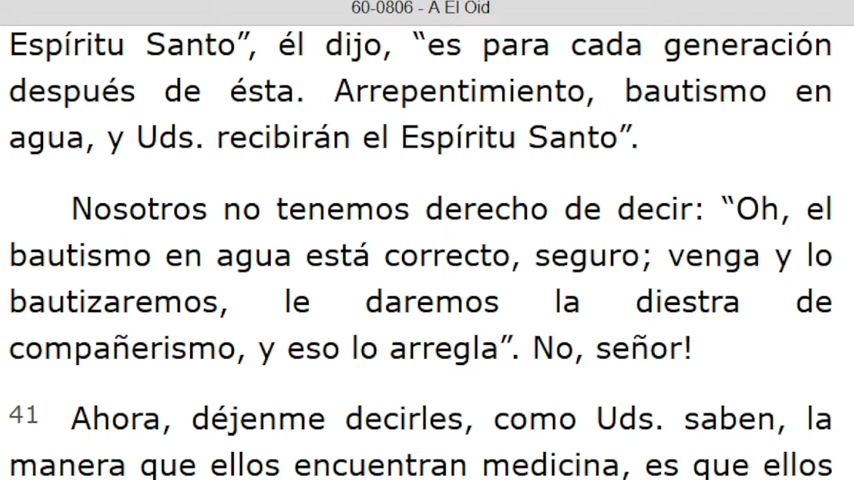 60-0806 - A El Oid
Espíritu Santo”, él dijo, “es para cada generación
después de ésta. Arrepentimiento, bautismo en
agua, y Uds. recibirán el Espíritu Santo”.
Nosotros no tenemos derecho de decir: “Oh, el
bautismo en agua está correcto, seguro; venga y lo
bautizaremos, le daremos la diestra de
compañerismo, y eso lo arregla”. No, señor!
41 Ahora, déjenme decirles, como Uds. saben, la
manera que ellos encuentran medicina, es que ellos